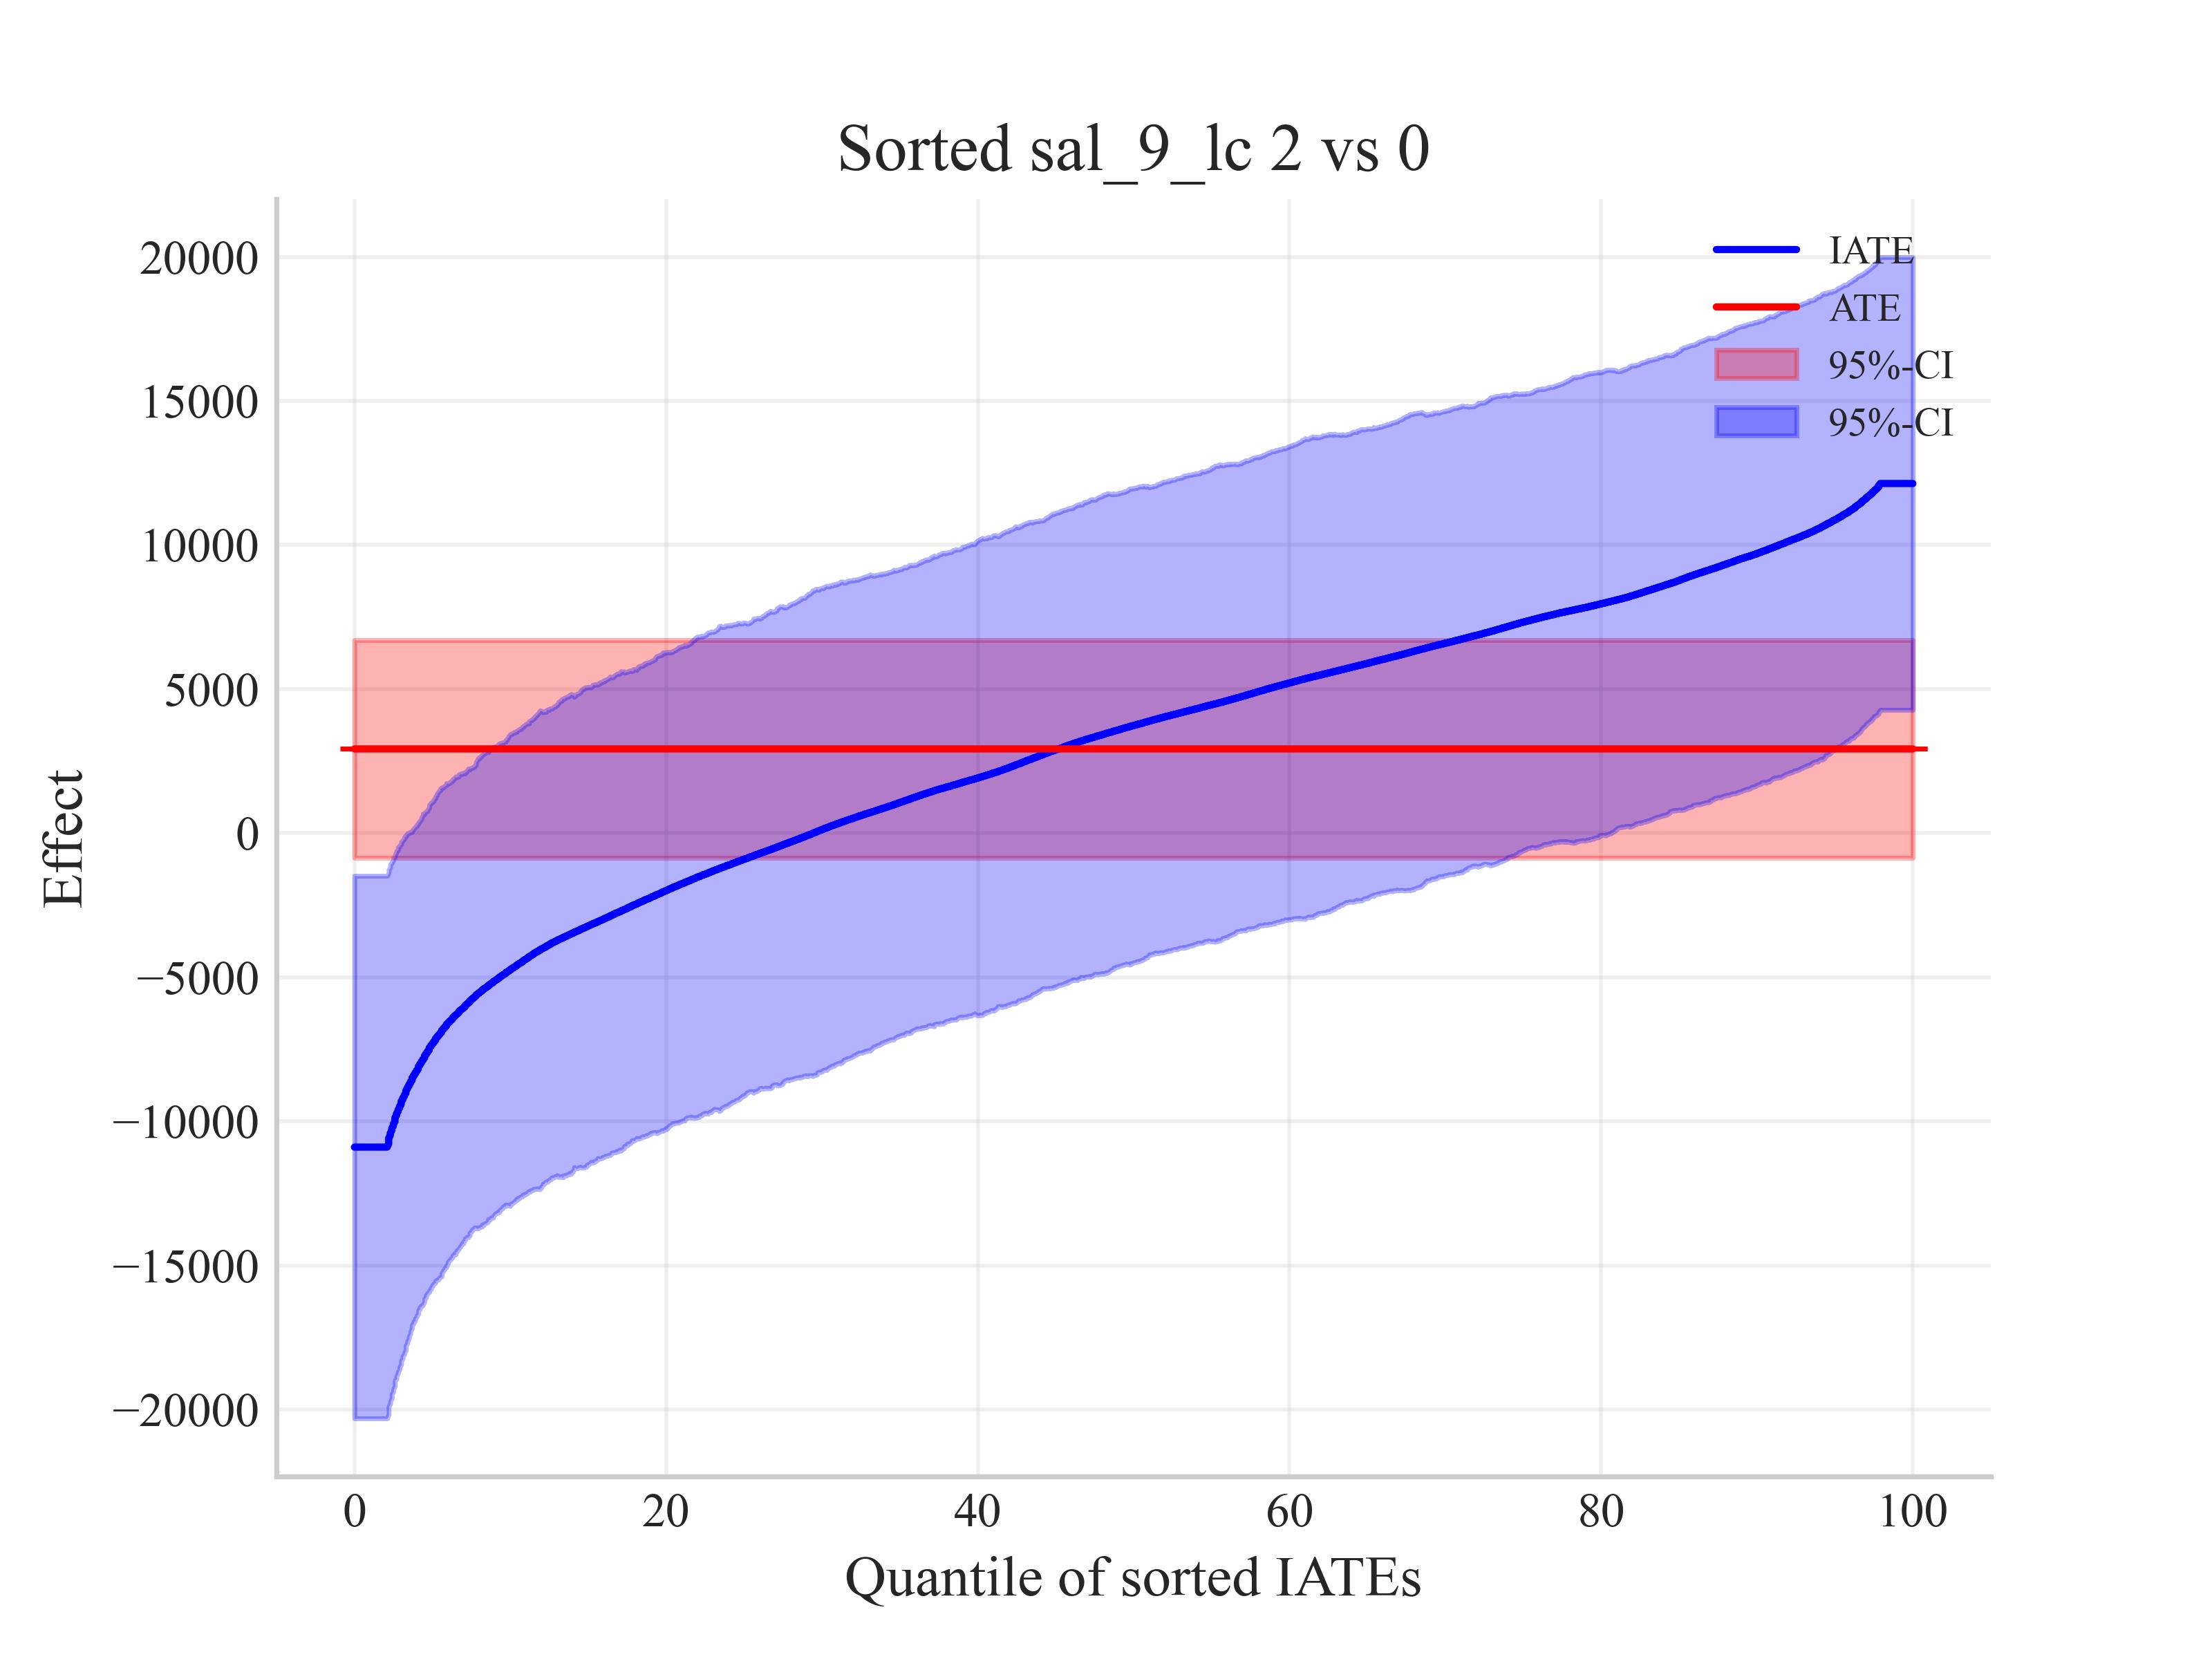 Sorted sal_9_lc 2 vs 0
IATE
ATE
95%-CI
95%-CI
20000
15000
10000
5000
0
−5000
−10000
−15000
−20000
Effect
0 20 40 60 80 100
Quantile of sorted IATEs